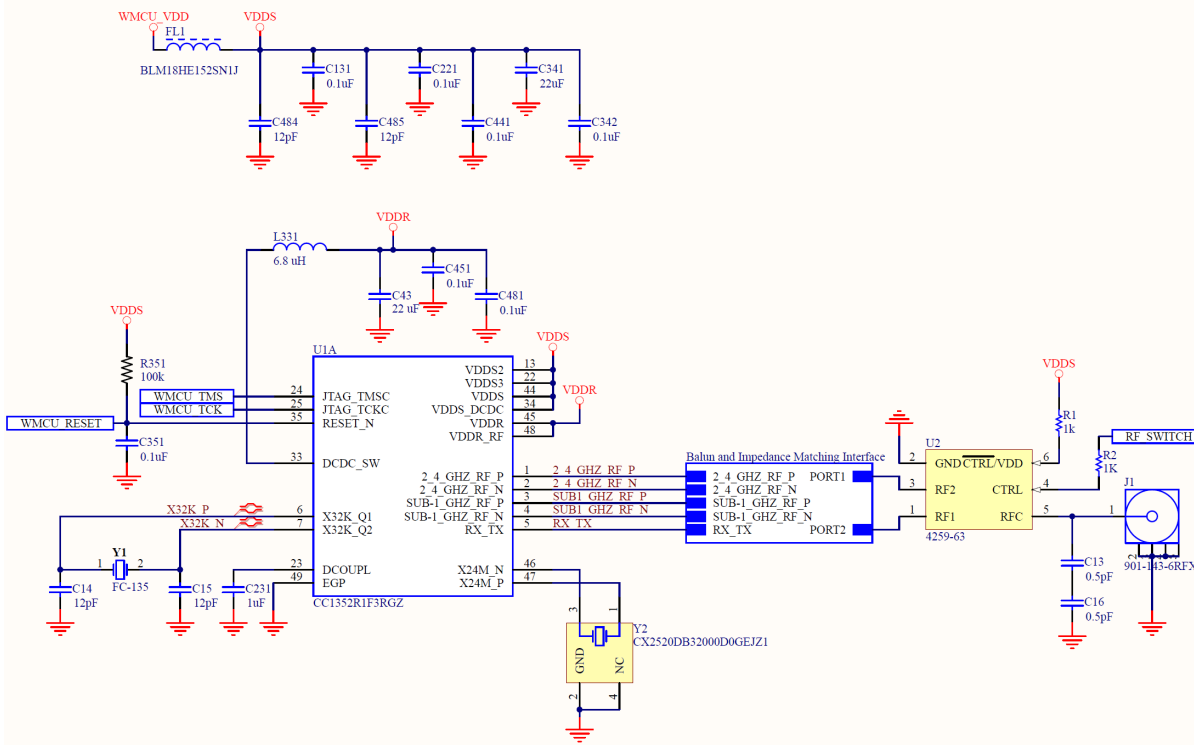 WMCU_VDD
VDDS
FL1
BLM18HE152SN1J
C131
0.1uF
C221
0.1uF
C341
22uF
C484
12pF
C485
12pF
C441
0.1uF
C342
0.1uF
VDDR
L331
6.8 uH
C451
0.1uF
C43
22 uF
C481
0.1uF
VDDS
R351
100k
WMCU_TMS
WMCU_TCK
WMCU_RESET
C351
0.1uF
U1A
24 JTAG_TMSC
25 JTAG_TCKC
35 RESET_N
33 DCDC_SW
6 X32K_Q1
7 X32K_Q2
23 DCOUPL
49 EGP
VDDS2 13
VDDS3 22
VDDS 44
VDDS_DCDC 34
VDDR 45
VDDR_RF 48
2_4_GHZ_RF_P 1
2_4_GHZ_RF_N 2
SUB-1_GHZ_RF_P 3
SUB-1_GHZ_RF_N 4
RX_TX 5
X24M_N 46
X24M_P 47
CC1352R1F3RGZ
VDDS
VDDR
X32K_P
X32K_N
Y1
1 2
FC-135
C14
12pF
C15
12pF
C231
1uF
2_4_GHZ_RF_P
2_4_GHZ_RF_N
SUB1_GHZ_RF_P
SUB1_GHZ_RF_N
RX_TX
Balun and Impedance Matching Interface
2_4_GHZ_RF_P PORT1
2_4_GHZ_RF_N
SUB-1_GHZ_RF_P
SUB-1_GHZ_RF_N
RX_TX PORT2
3 1
Y2
CX2520DB32000D0GEJZ1
GND NC
2 4
VDDS
R1
1k
RF_SWITCH
R2
1K
U2
2 GND CTRL/VDD 6
3 RF2 CTRL 4
1 RF1 RFC 5
4259-63
J1
1
2 3 4 5
901-143-6RFX
C13
0.5pF
C16
0.5pF